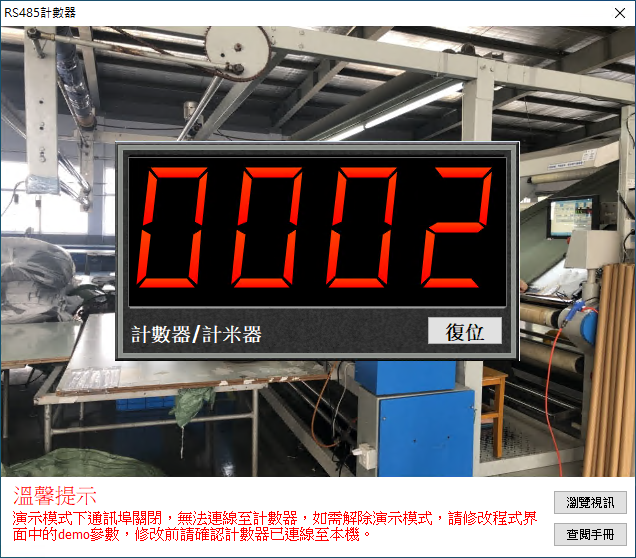 RS485計數器
0002
計數器/計米器
復位
溫馨提示
演示模式下通訊埠關閉，無法連線至計數器，如需解除演示模式，請修改程式界
面中的demo參數，修改前請確認計數器已連線至本機。
瀏覽視訊
查閱手冊